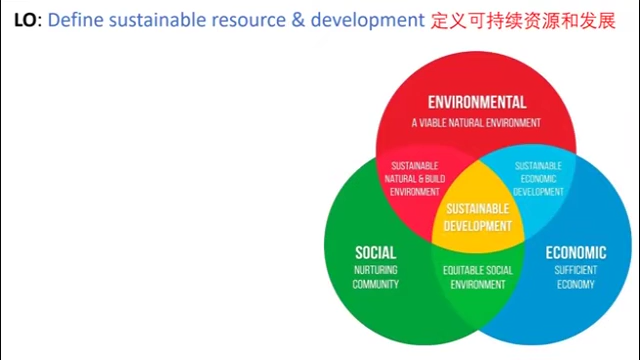 LO: Define sustainable resource & development 定义可持续资源和发展
ENVIRONMENTAL
A VIABLE NATURAL ENVIRONMENT
SUSTAINABLE
NATURAL & BUILD
ENVIRONMENT
SUSTAINABLE
ECONOMIC
DEVELOPMENT
SUSTAINABLE
DEVELOPMENT
SOCIAL
NURTURING
COMMUNITY
EQUITABLE SOCIAL
ENVIRONMENT
ECONOMIC
SUFFICIENT
ECONOMY